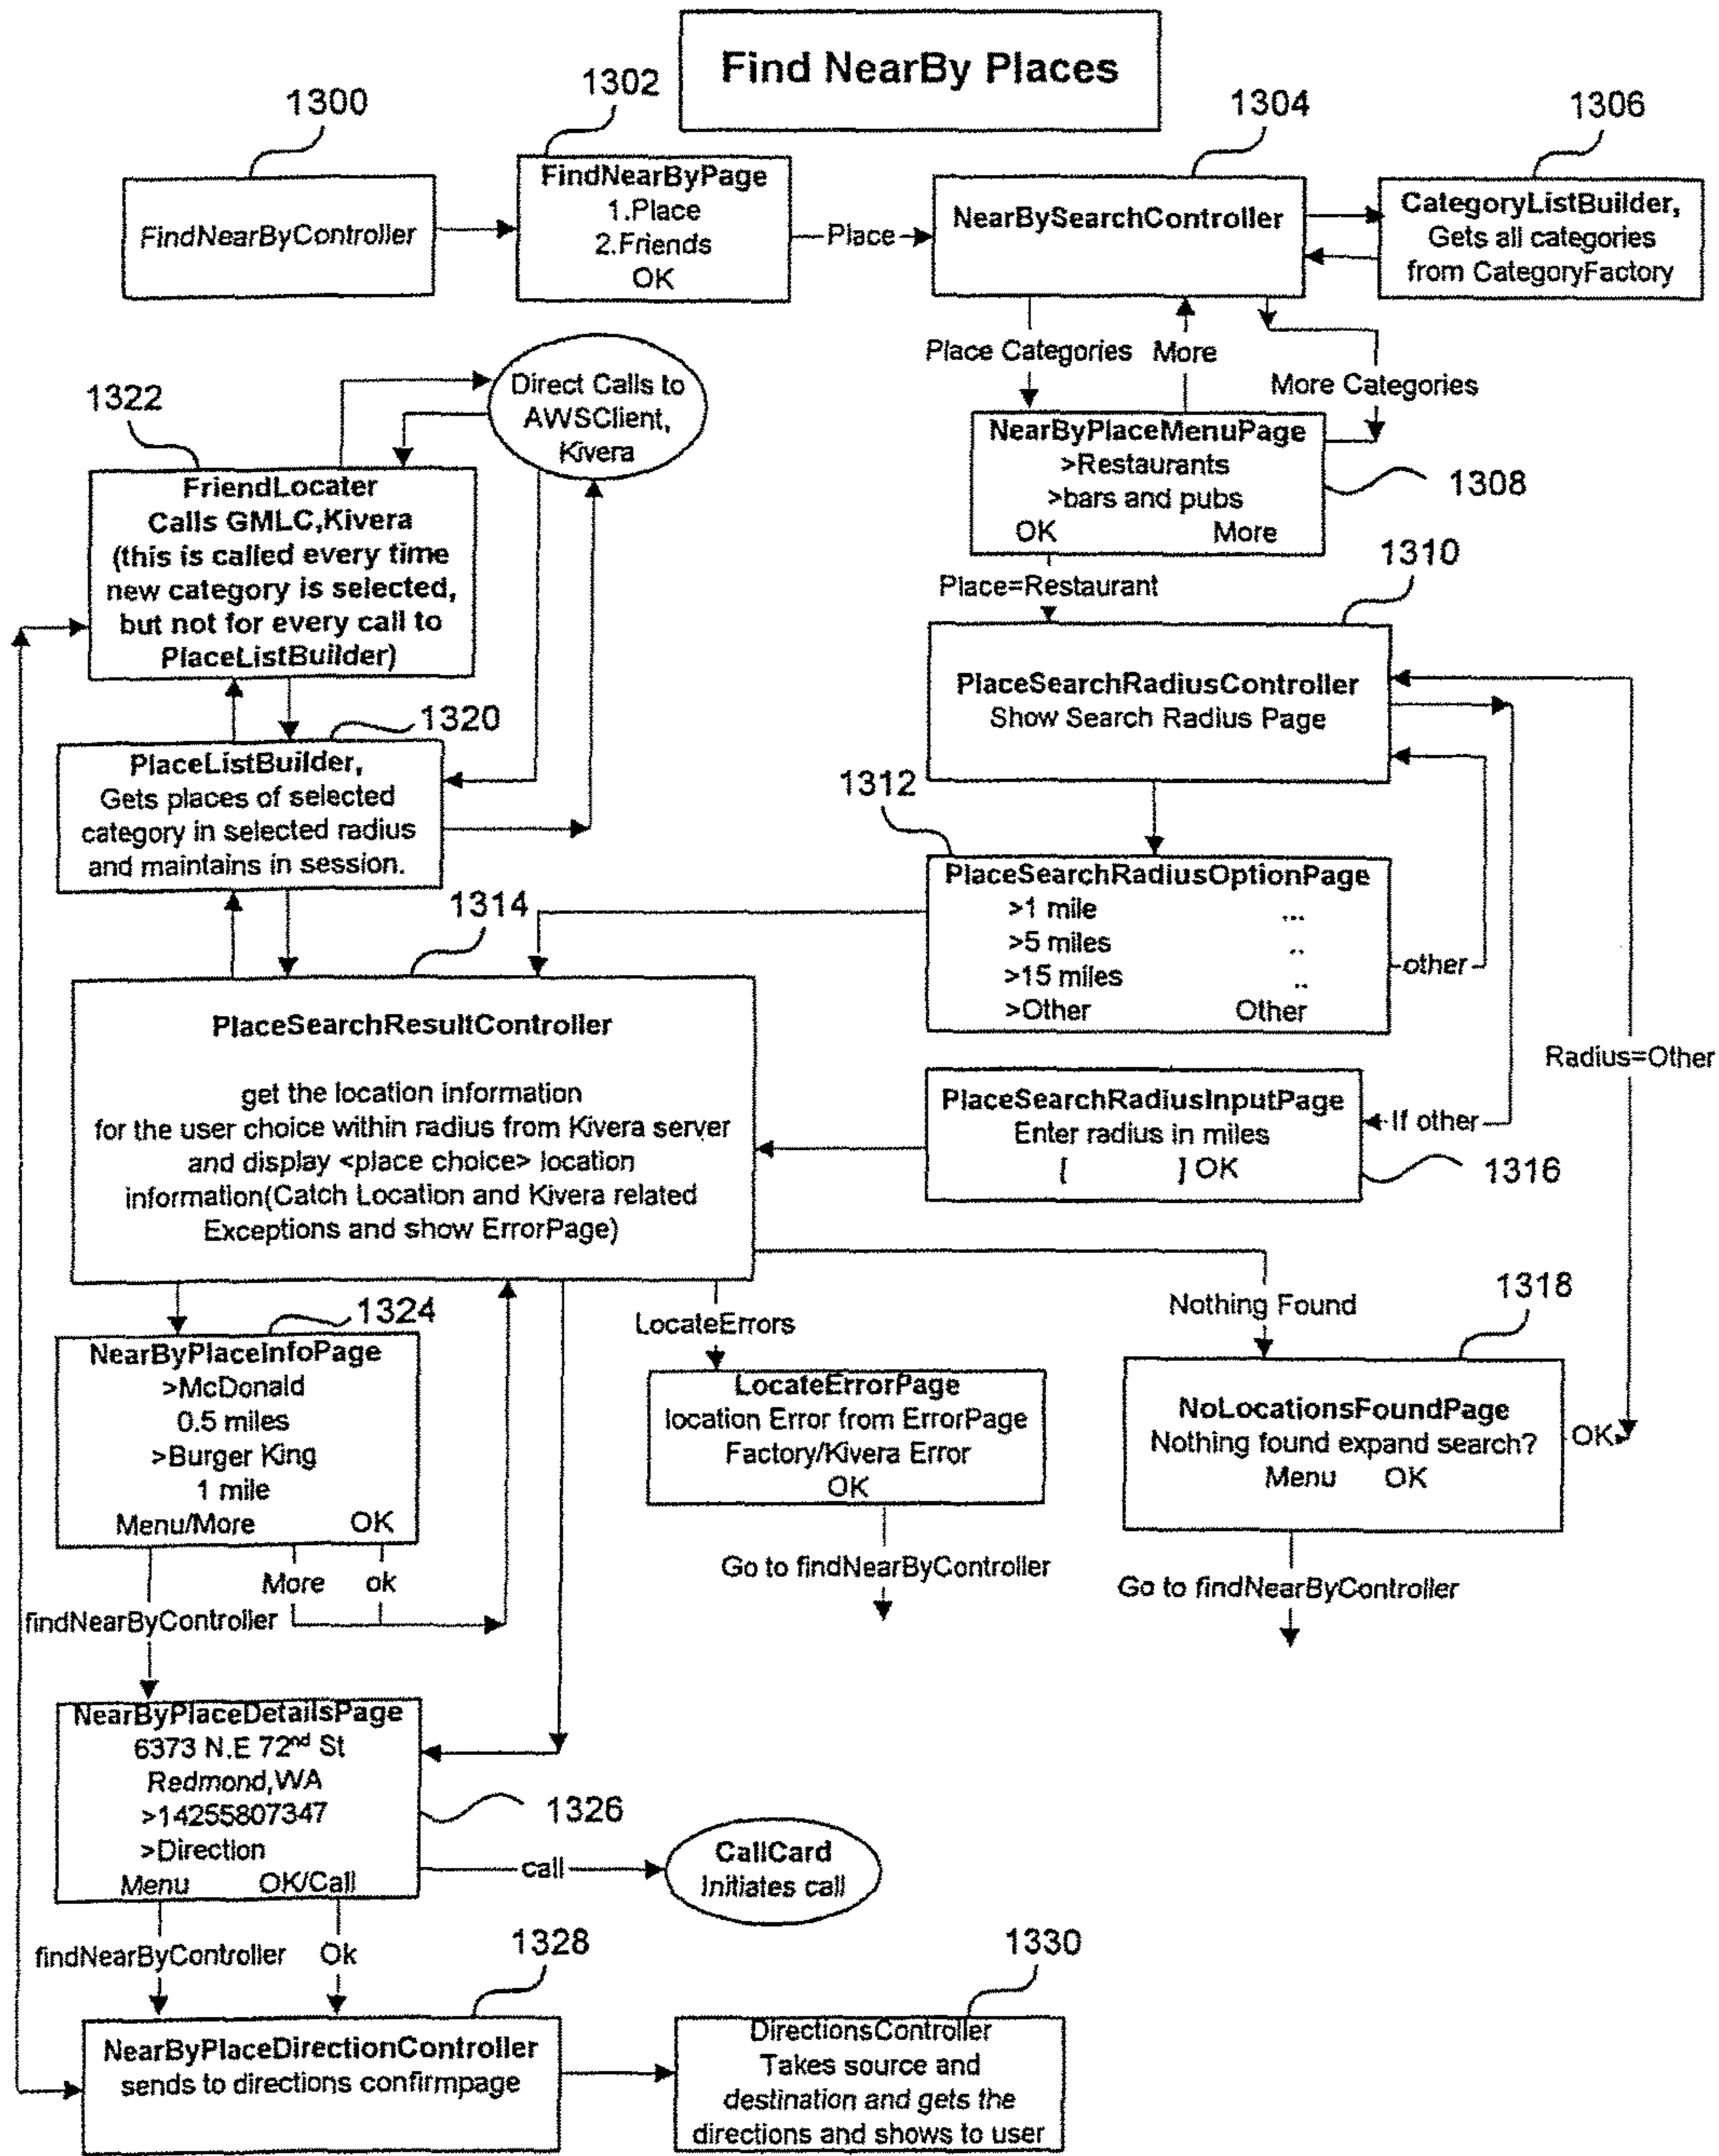 Find NearBy Places
1300
FindNearByController
1302
FindNearByPage
1.Place
2.Friends
OK
Place
1304
NearBySearchController
1306
CategoryListBuilder,
Gets all categories
from CategoryFactory
Place Categories
More
More Categories
NearByPlaceMenuPage
>Restaurants
>bars and pubs
OK More
1308
Place=Restaurant
1310
PlaceSearchRadiusController
Show Search Radius Page
1312
PlaceSearchRadiusOptionPage
>1 mile ...
>5 miles ..
>15 miles ..
>Other Other
other
PlaceSearchRadiusInputPage
Enter radius in miles
[ ] OK
If other
1316
Radius=Other
Direct Calls to
AWSClient,
Kivera
1322
FriendLocater
Calls GMLC,Kivera
(this is called every time
new category is selected,
but not for every call to
PlaceListBuilder)
1320
PlaceListBuilder,
Gets places of selected
category in selected radius
and maintains in session.
1314
PlaceSearchResultController
get the location information
for the user choice within radius from Kivera server
and display <place choice> location
information(Catch Location and Kivera related
Exceptions and show ErrorPage)
1324
NearByPlaceInfoPage
>McDonald
0.5 miles
>Burger King
1 mile
Menu/More OK
More ok
findNearByController
LocateErrors
LocateErrorPage
location Error from ErrorPage
Factory/Kivera Error
OK
Go to findNearByController
Nothing Found
1318
NoLocationsFoundPage
Nothing found expand search?
Menu OK
OK
Go to findNearByController
NearByPlaceDetailsPage
6373 N.E 72nd St
Redmond,WA
>14255807347
>Direction
Menu OK/Call
1326
call
CallCard
Initiates call
findNearByController Ok
1328
NearByPlaceDirectionController
sends to directions confirmpage
1330
DirectionsController
Takes source and
destination and gets the
directions and shows to user